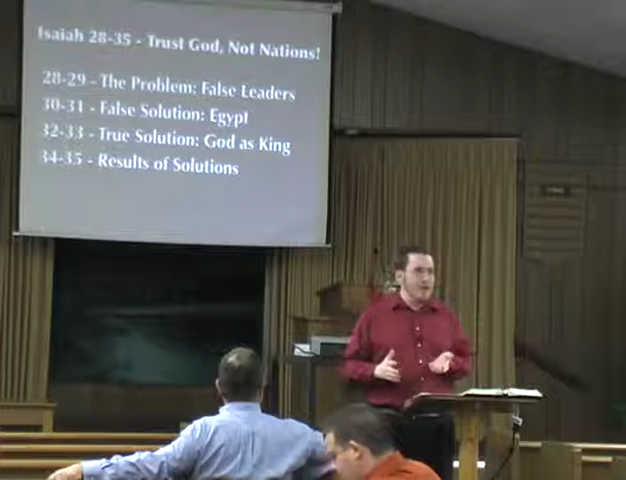 Isaiah 28-35 - Trust God, Not Nations!
28-29 - The Problem: False Leaders
30-31 - False Solution: Egypt
32-33 - True Solution: God as King
34-35 - Results of Solutions